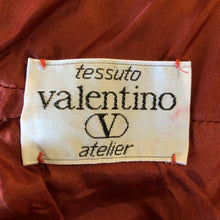 tessuto
valentino
V
atelier